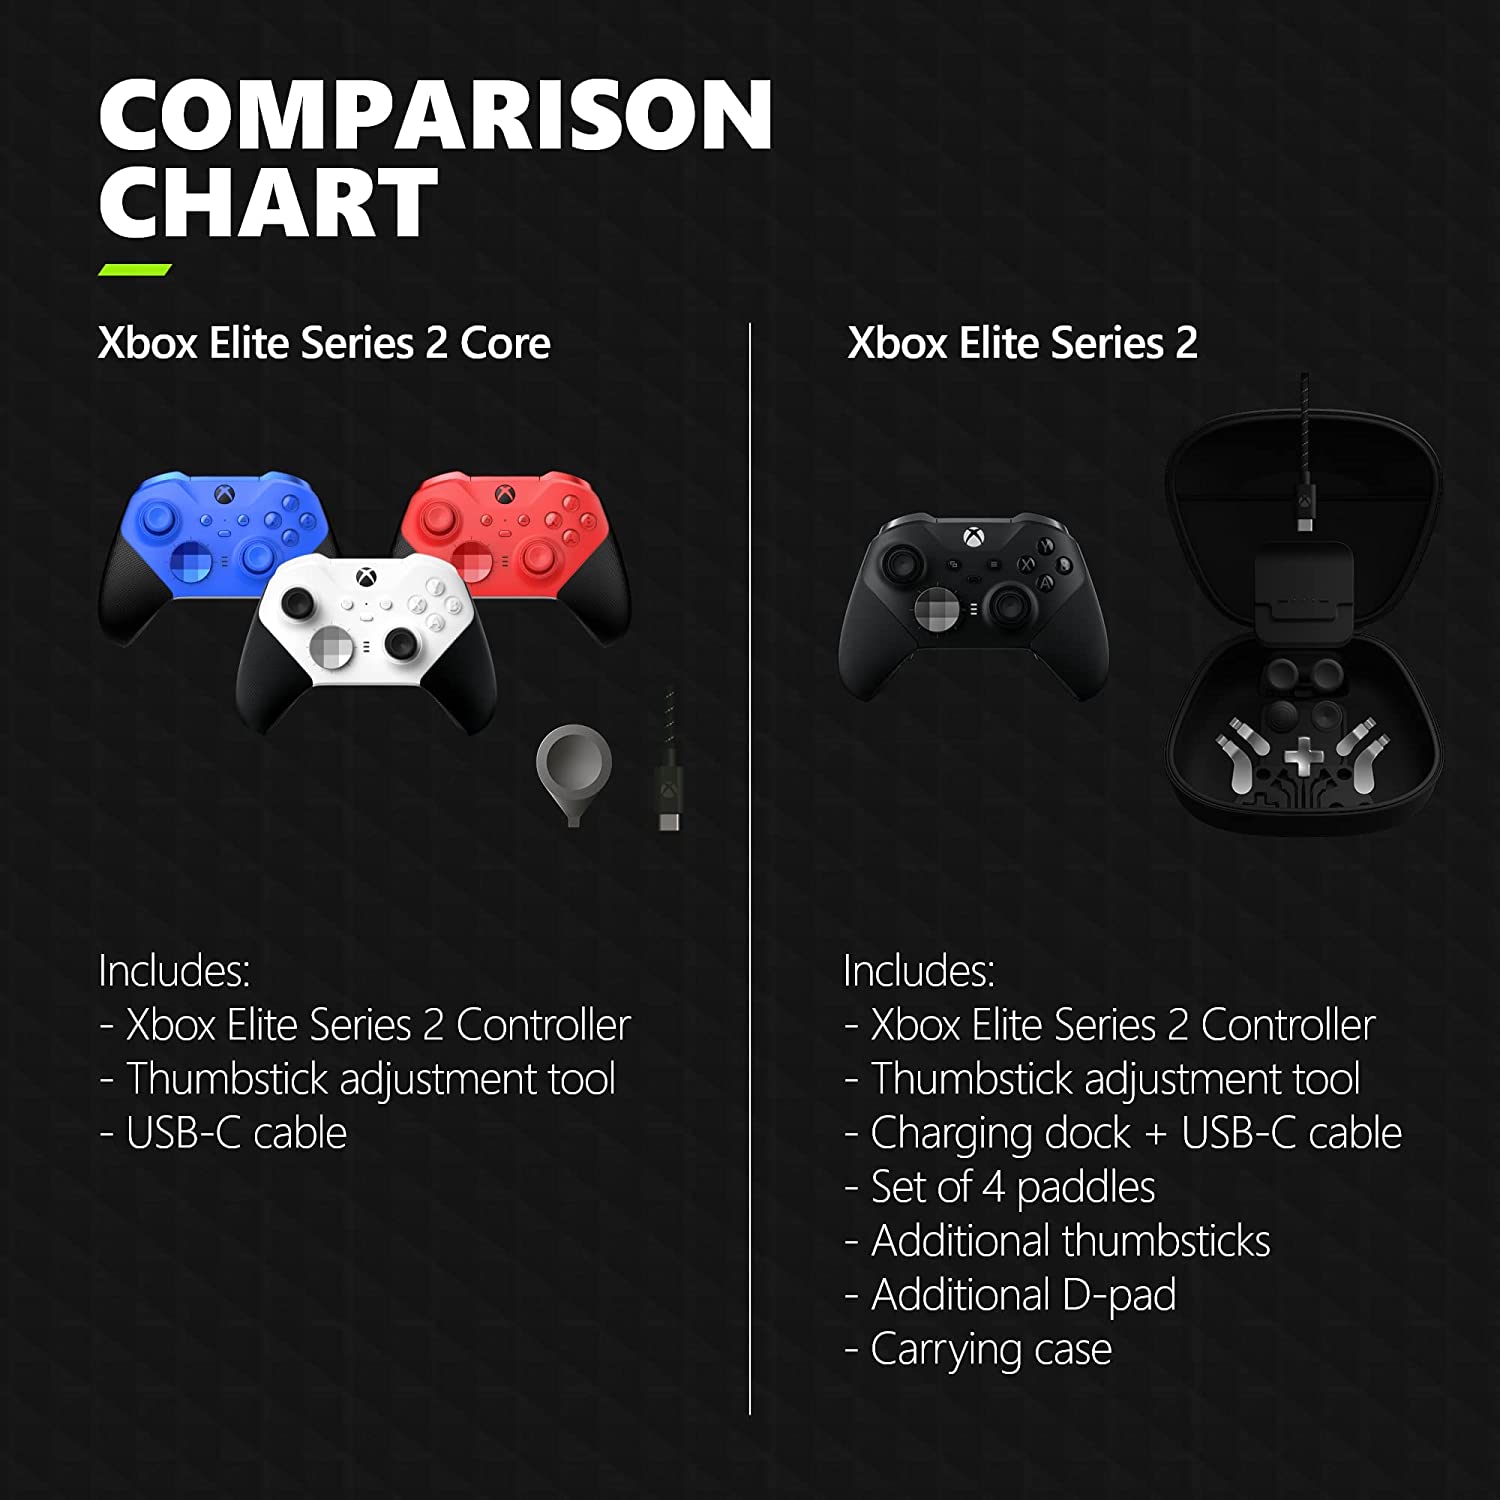 COMPARISON
CHART
Xbox Elite Series 2 Core
Includes:
- Xbox Elite Series 2 Controller
- Thumbstick adjustment tool
- USB-C cable
Xbox Elite Series 2
Includes:
- Xbox Elite Series 2 Controller
- Thumbstick adjustment tool
- Charging dock + USB-C cable
- Set of 4 paddles
- Additional thumbsticks
- Additional D-pad
- Carrying case